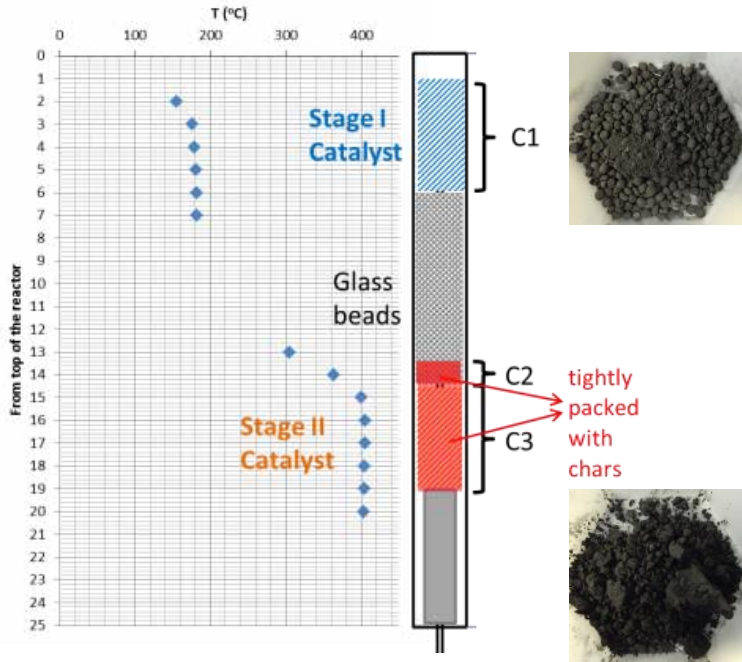 T (°C)
0 100 200 300 400
0
1
2
3
4
5
6
7
8
9
10
11
12
13
14
15
16
17
18
19
20
21
22
23
24
25
From top of the reactor
Stage I
Catalyst
C1
Glass
beads
C2
C3
Stage II
Catalyst
tightly
packed
with
chars